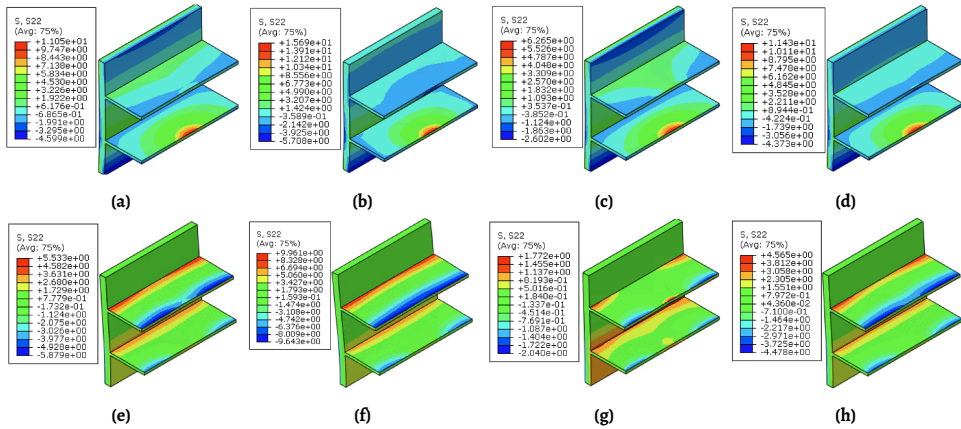 S, S22
(Avg: 75%)
+1.105e+01
+9.747e+00
+8.443e+00
+7.138e+00
+5.834e+00
+4.530e+00
+3.226e+00
+1.922e+00
+6.176e-01
-6.865e-01
-1.991e+00
-3.295e+00
-4.599e+00
(a)
S, S22
(Avg: 75%)
+1.569e+01
+1.391e+01
+1.212e+01
+1.034e+01
+8.556e+00
+6.773e+00
+4.990e+00
+3.207e+00
+1.424e+00
-3.589e-01
-2.142e+00
-3.925e+00
-5.708e+00
(b)
S, S22
(Avg: 75%)
+6.265e+00
+5.526e+00
+4.787e+00
+4.048e+00
+3.309e+00
+2.570e+00
+1.832e+00
+1.093e+00
+3.537e-01
-3.852e-01
-1.124e+00
-1.863e+00
-2.602e+00
(c)
S, S22
(Avg: 75%)
+1.143e+01
+1.011e+01
+8.795e+00
+7.478e+00
+6.162e+00
+4.845e+00
+3.528e+00
+2.211e+00
+8.944e-01
-4.224e-01
-1.739e+00
-3.056e+00
-4.373e+00
(d)
S, S22
(Avg: 75%)
+5.533e+00
+4.582e+00
+3.631e+00
+2.680e+00
+1.729e+00
+7.779e-01
-1.732e-01
-1.124e+00
-2.075e+00
-3.026e+00
-3.977e+00
-4.928e+00
-5.879e+00
(e)
S, S22
(Avg: 75%)
+9.961e+00
+8.328e+00
+6.694e+00
+5.060e+00
+3.427e+00
+1.793e+00
+1.593e-01
-1.474e+00
-3.108e+00
-4.742e+00
-6.376e+00
-8.009e+00
-9.643e+00
(f)
S, S22
(Avg: 75%)
+1.772e+00
+1.455e+00
+1.137e+00
+8.193e-01
+5.016e-01
+1.840e-01
-1.337e-01
-4.514e-01
-7.691e-01
-1.087e+00
-1.404e+00
-1.722e+00
-2.040e+00
(g)
S, S22
(Avg: 75%)
+4.565e+00
+3.812e+00
+3.058e+00
+2.305e+00
+1.551e+00
+7.972e-01
+4.360e-02
-7.100e-01
-1.464e+00
-2.217e+00
-2.971e+00
-3.725e+00
-4.478e+00
(h)